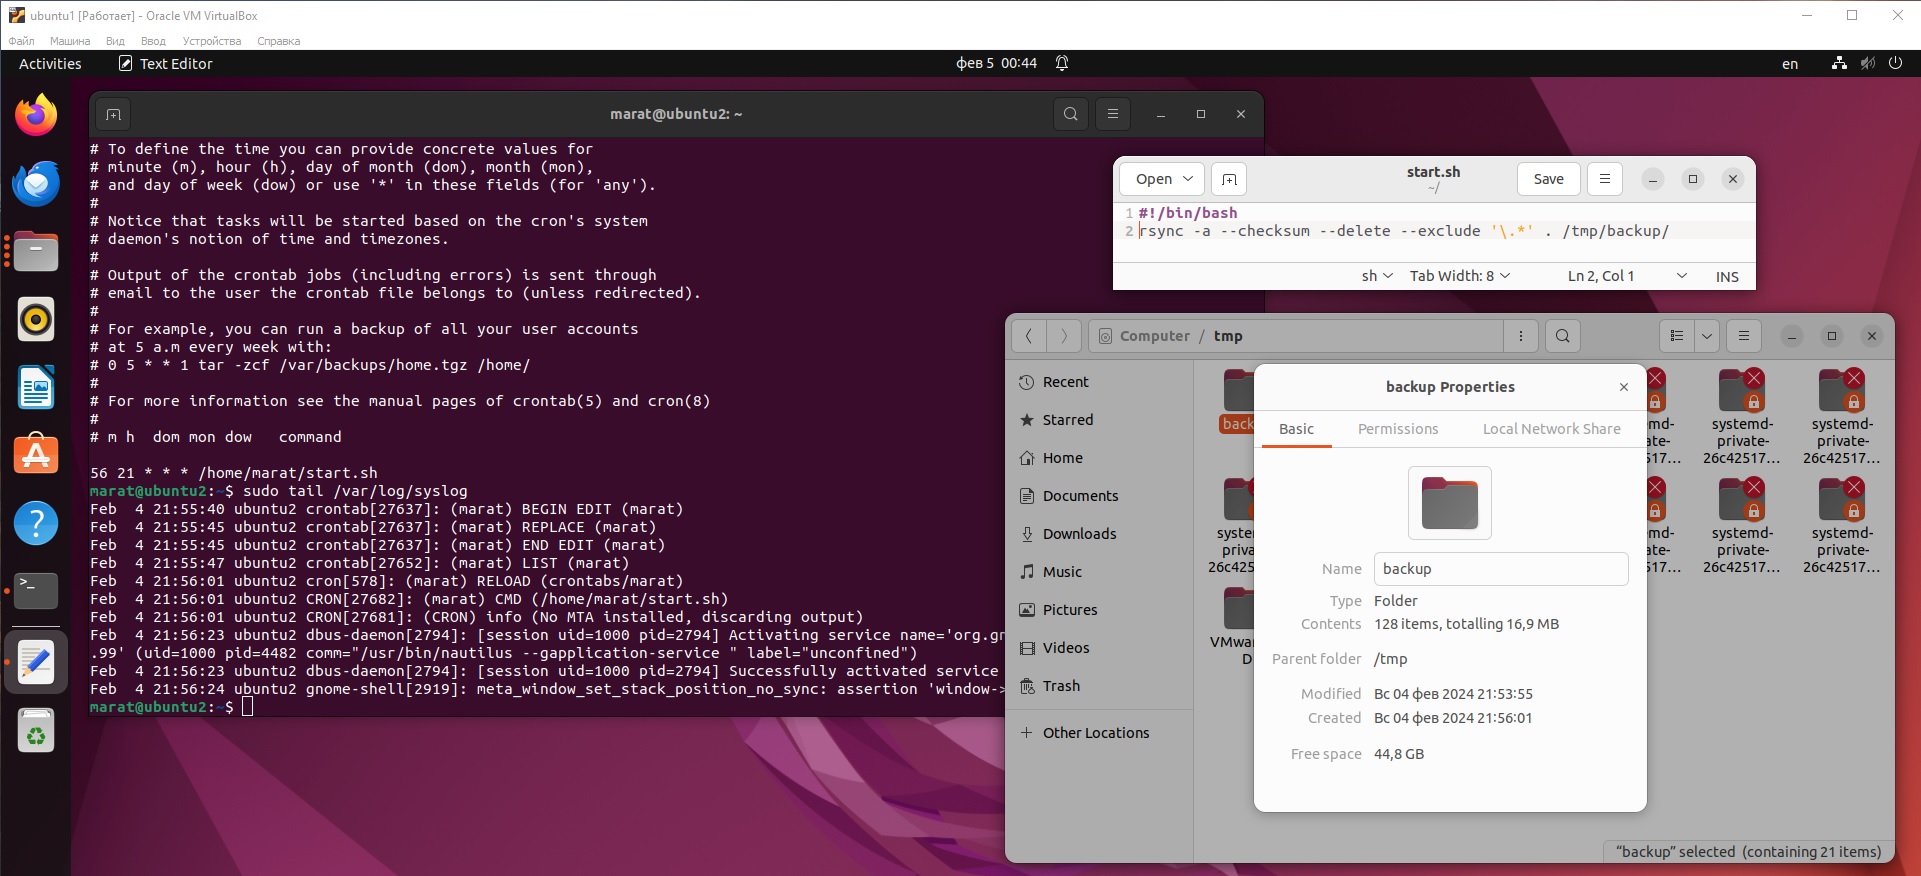 ubuntu1 [Работает] - Oracle VM VirtualBox
Файл Машина Вид Ввод Устройства Справка
Activities Text Editor фев 5 00:44 en
marat@ubuntu2: ~
# To define the time you can provide concrete values for
# minute (m), hour (h), day of month (dom), month (mon),
# and day of week (dow) or use '*' in these fields (for 'any').
#
# Notice that tasks will be started based on the cron's system
# daemon's notion of time and timezones.
#
# Output of the crontab jobs (including errors) is sent through
# email to the user the crontab file belongs to (unless redirected).
#
# For example, you can run a backup of all your user accounts
# at 5 a.m every week with:
# 0 5 * * 1 tar -zcf /var/backups/home.tgz /home/
#
# For more information see the manual pages of crontab(5) and cron(8)
#
# m h  dom mon dow   command
56 21 * * * /home/marat/start.sh
marat@ubuntu2:~$ sudo tail /var/log/syslog
Feb  4 21:55:40 ubuntu2 crontab[27637]: (marat) BEGIN EDIT (marat)
Feb  4 21:55:45 ubuntu2 crontab[27637]: (marat) REPLACE (marat)
Feb  4 21:55:45 ubuntu2 crontab[27637]: (marat) END EDIT (marat)
Feb  4 21:55:47 ubuntu2 crontab[27652]: (marat) LIST (marat)
Feb  4 21:56:01 ubuntu2 cron[578]: (marat) RELOAD (crontabs/marat)
Feb  4 21:56:01 ubuntu2 CRON[27682]: (marat) CMD (/home/marat/start.sh)
Feb  4 21:56:01 ubuntu2 CRON[27681]: (CRON) info (No MTA installed, discarding output)
Feb  4 21:56:23 ubuntu2 dbus-daemon[2794]: [session uid=1000 pid=2794] Activating service name='org.gn
.99' (uid=1000 pid=4482 comm="/usr/bin/nautilus --gapplication-service " label="unconfined")
Feb  4 21:56:23 ubuntu2 dbus-daemon[2794]: [session uid=1000 pid=2794] Successfully activated service
Feb  4 21:56:24 ubuntu2 gnome-shell[2919]: meta_window_set_stack_position_no_sync: assertion 'window->
marat@ubuntu2:~$
Open start.sh Save
~/
1 #!/bin/bash
2 rsync -a --checksum --delete --exclude '\.*' . /tmp/backup/
sh Tab Width: 8 Ln 2, Col 1 INS
Computer / tmp
Recent
Starred
Home
Documents
Downloads
Music
Pictures
Videos
Trash
Other Locations
back
syste
priva
26c42
VMwar
D
backup Properties
Basic Permissions Local Network Share
Name backup
Type Folder
Contents 128 items, totalling 16,9 MB
Parent folder /tmp
Modified Вс 04 фев 2024 21:53:55
Created Вс 04 фев 2024 21:56:01
Free space 44,8 GB
md- systemd- systemd-
ate- private- private-
17… 26c42517… 26c42517…
md- systemd- systemd-
ate- private- private-
17… 26c42517… 26c42517…
“backup” selected (containing 21 items)